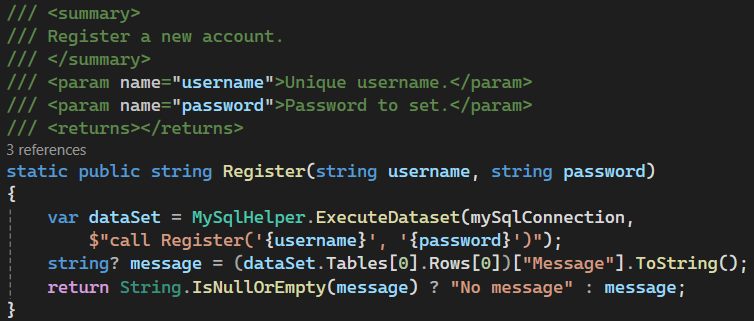 /// <summary>
/// Register a new account.
/// </summary>
/// <param name="username">Unique username.</param>
/// <param name="password">Password to set.</param>
/// <returns></returns>
3 references
static public string Register(string username, string password)
{
    var dataSet = MySqlHelper.ExecuteDataset(mySqlConnection,
        $"call Register('{username}', '{password}')");
    string? message = (dataSet.Tables[0].Rows[0])["Message"].ToString();
    return String.IsNullOrEmpty(message) ? "No message" : message;
}